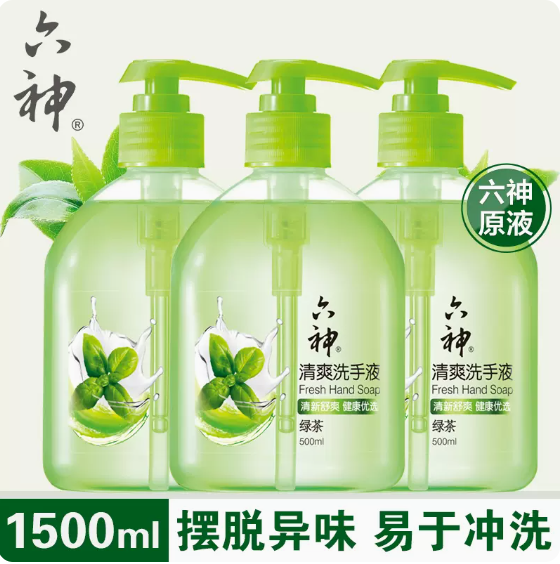 六神®
六神
原液
六神®
清爽洗手液
Fresh Hand Soap
清新舒爽 健康优选
绿茶
500ml
六神®
清爽洗手液
Fresh Hand Soap
清新舒爽 健康优选
绿茶
500ml
1500ml 摆脱异味 易于冲洗